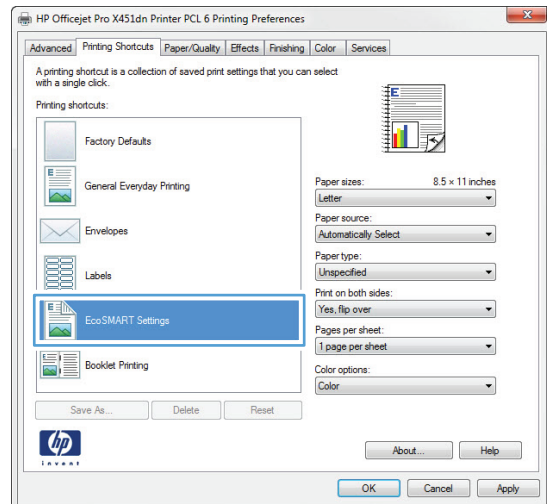 HP Officejet Pro X451dn Printer PCL 6 Printing Preferences
Advanced Printing Shortcuts Paper/Quality Effects Finishing Color Services
A printing shortcut is a collection of saved print settings that you can select
with a single click.
Printing shortcuts:
Factory Defaults
General Everyday Printing
Envelopes
Labels
EcoSMART Settings
Booklet Printing
Save As... Delete Reset
E
Paper sizes: 8.5 × 11 inches
Letter
Paper source:
Automatically Select
Paper type:
Unspecified
Print on both sides:
Yes, flip over
Pages per sheet:
1 page per sheet
Color options:
Color
hp
invent
About... Help
OK Cancel Apply